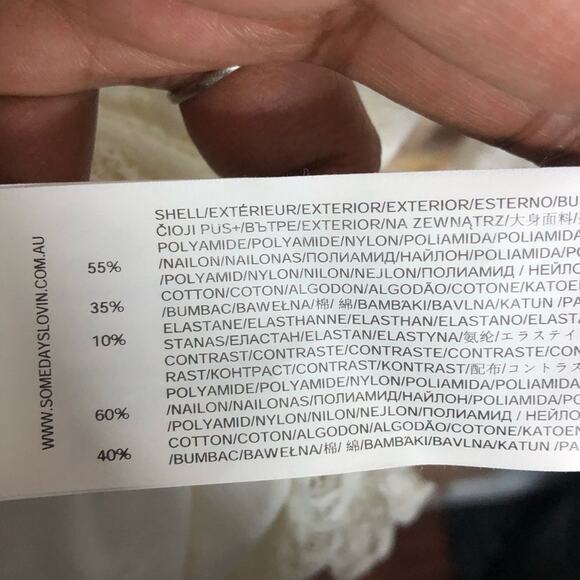 SHELL/EXTÉRIEUR/EXTERIOR/EXTERIOR/ESTERNO/BU
ČIOJI PUS+/ВЪТРЕ/EXTERIOR/NA ZEWNĄTRZ/大身面料/
POLYAMIDE/POLYAMIDE/NYLON/POLIAMIDA/POLIAMIDA
55% /NAILON/NAILONAS/ПОЛИАМИД/НАЙЛОН/POLIAMIDA/PO
/POLYAMID/NYLON/NILON/NEJLON/ПОЛИАМИД / НЕЙЛО
COTTON/COTON/ALGODON/ALGODÃO/COTONE/KATOEN
35% /BUMBAC/BAWEŁNA/棉/ 綿/BAMBAKI/BAVLNA/KATUN /PA
ELASTANE/ELASTHANNE/ELASTHAN/ELASTANO/ELASTA
10% STANAS/ЕЛАСТАН/ELASTAN/ELASTYNA/氨纶/エラステイ
CONTRAST/CONTRASTE/CONTRASTE/CONTRASTE/CON
RAST/КОНТРАСТ/CONTRAST/KONTRAST/配布/コントラス
POLYAMIDE/POLYAMIDE/NYLON/POLIAMIDA/POLIAMIDA
60% /NAILON/NAILONAS/ПОЛИАМИД/НАЙЛОН/POLIAMIDA/PO
/POLYAMID/NYLON/NILON/NEJLON/ПОЛИАМИД / НЕЙЛО
COTTON/COTON/ALGODON/ALGODÃO/COTONE/KATOEN
40% /BUMBAC/BAWEŁNA/棉/ 綿/BAMBAKI/BAVLNA/KATUN /PA
WWW.SOMEDAYSLOVIN.COM.AU